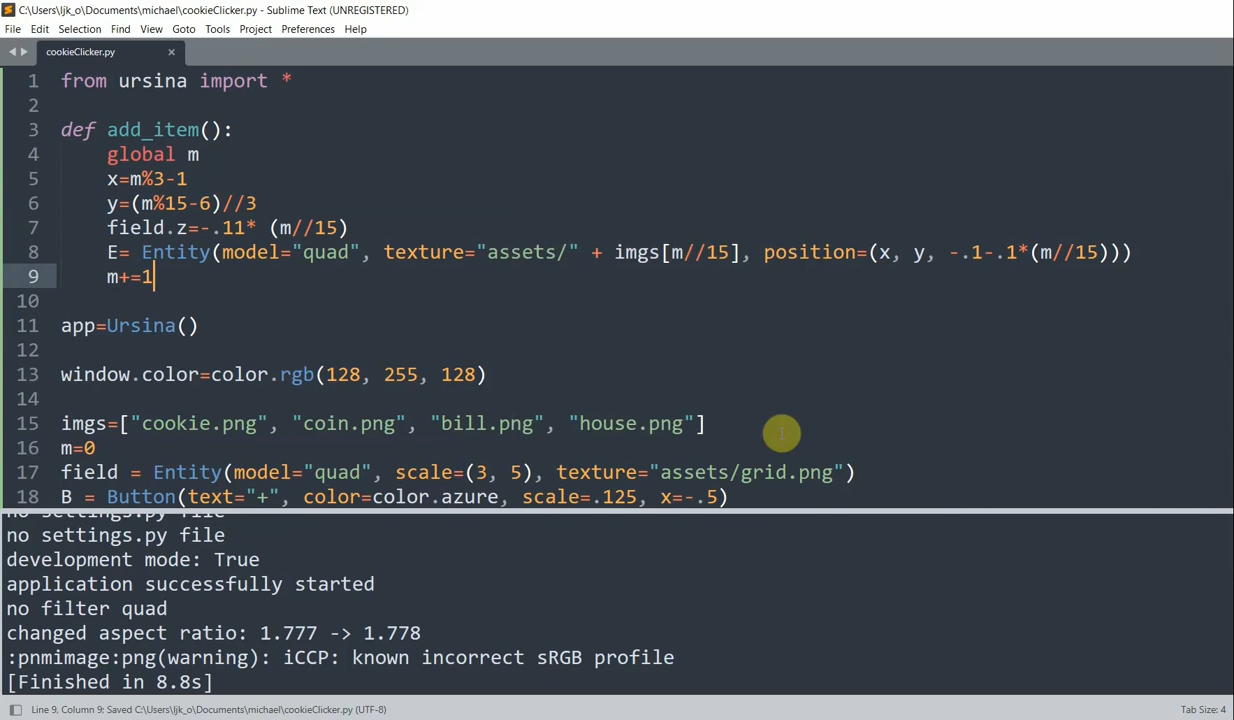 C:\Users\ljk_o\Documents\michael\cookieClicker.py - Sublime Text (UNREGISTERED)
File Edit Selection Find View Goto Tools Project Preferences Help
cookieClicker.py ×
1 from ursina import *
2
3 def add_item():
4 global m
5 x=m%3-1
6 y=(m%15-6)//3
7 field.z=-.11* (m//15)
8 E= Entity(model="quad", texture="assets/" + imgs[m//15], position=(x, y, -.1-.1*(m//15)))
9 m+=1
10
11 app=Ursina()
12
13 window.color=color.rgb(128, 255, 128)
14
15 imgs=["cookie.png", "coin.png", "bill.png", "house.png"]
16 m=0
17 field = Entity(model="quad", scale=(3, 5), texture="assets/grid.png")
18 B = Button(text="+", color=color.azure, scale=.125, x=-.5)
no settings.py file
no settings.py file
development mode: True
application successfully started
no filter quad
changed aspect ratio: 1.777 -> 1.778
:pnmimage:png(warning): iCCP: known incorrect sRGB profile
[Finished in 8.8s]
Line 9, Column 9; Saved C:\Users\ljk_o\Documents\michael\cookieClicker.py (UTF-8) Tab Size: 4